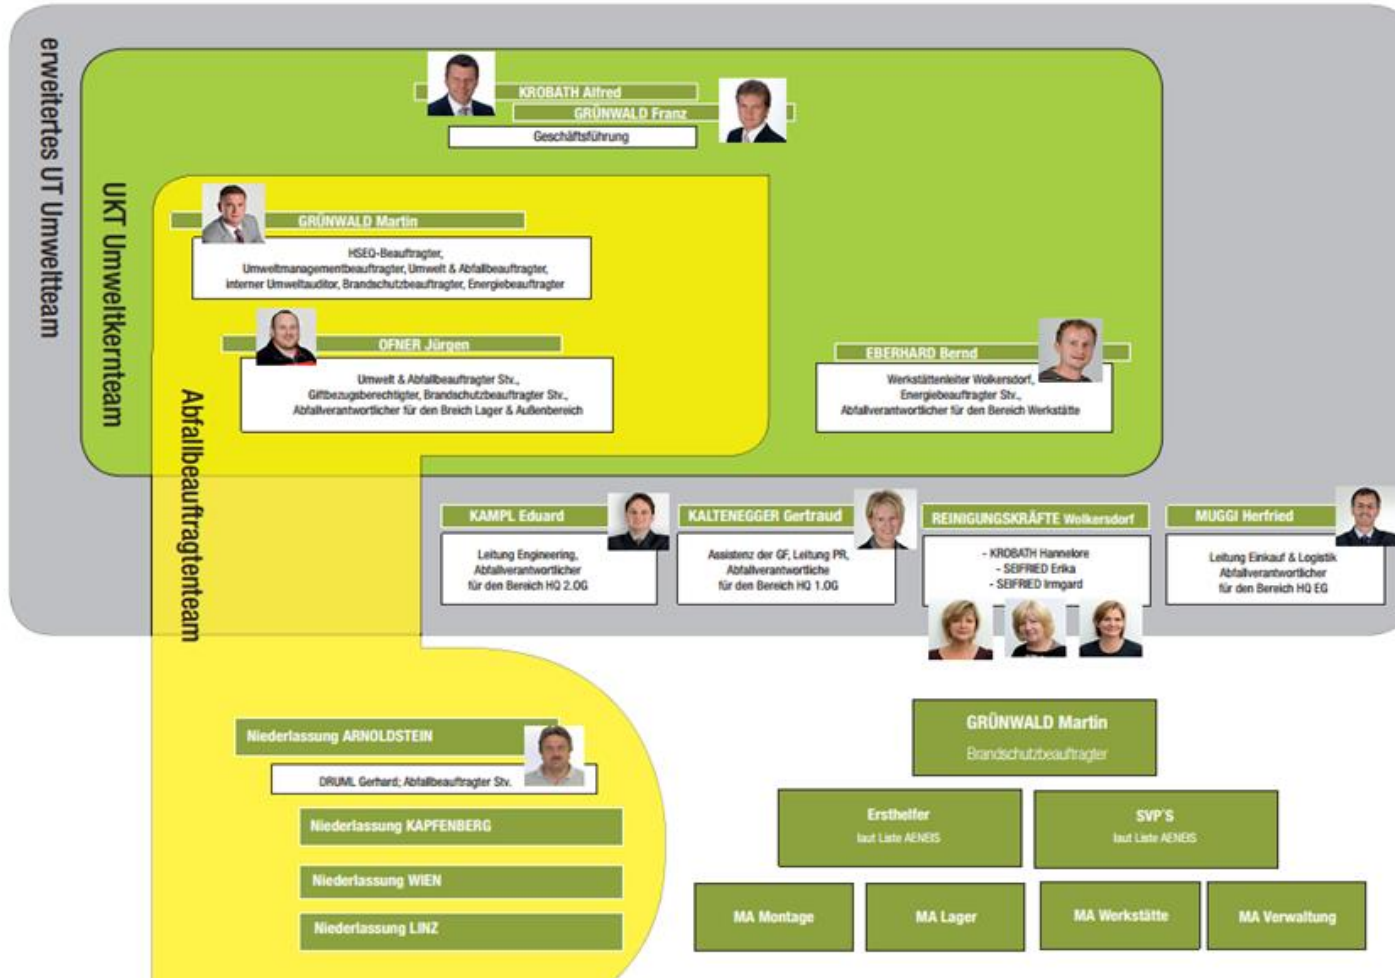 erweitertes UT Umweltteam
UKT Umweltkernteam
Abfallbeauftragtenteam
KROBATH Alfred
GRÜNWALD Franz
Geschäftsführung
GRÜNWALD Martin
HSEQ-Beauftragter,
Umweltmanagementbeauftragter, Umwelt & Abfallbeauftragter,
interner Umweltauditor, Brandschutzbeauftragter, Energiebeauftragter
OFNER Jürgen
Umwelt & Abfallbeauftragter Stv.,
Giftbezugsberechtigter, Brandschutzbeauftragter Stv.,
Abfallverantwortlicher für den Breich Lager & Außenbereich
EBERHARD Bernd
Werkstättenleiter Wolkersdorf,
Energiebeauftragter Stv.,
Abfallverantwortlicher für den Bereich Werkstätte
KAMPL Eduard
Leitung Engineering,
Abfallverantwortlicher
für den Bereich HQ 2.OG
KALTENEGGER Gertraud
Assistenz der GF, Leitung PR,
Abfallverantwortliche
für den Bereich HQ 1.OG
REINIGUNGSKRÄFTE Wolkersdorf
- KROBATH Hannelore
- SEIFRIED Erika
- SEIFRIED Irmgard
MUGGI Herfried
Leitung Einkauf & Logistik
Abfallverantwortlicher
für den Bereich HQ EG
Niederlassung ARNOLDSTEIN
DRUML Gerhard; Abfallbeauftragter Stv.
Niederlassung KAPFENBERG
Niederlassung WIEN
Niederlassung LINZ
GRÜNWALD Martin
Brandschutzbeauftragter
Ersthelfer
laut Liste AENEIS
SVP´S
laut Liste AENEIS
MA Montage
MA Lager
MA Werkstätte
MA Verwaltung